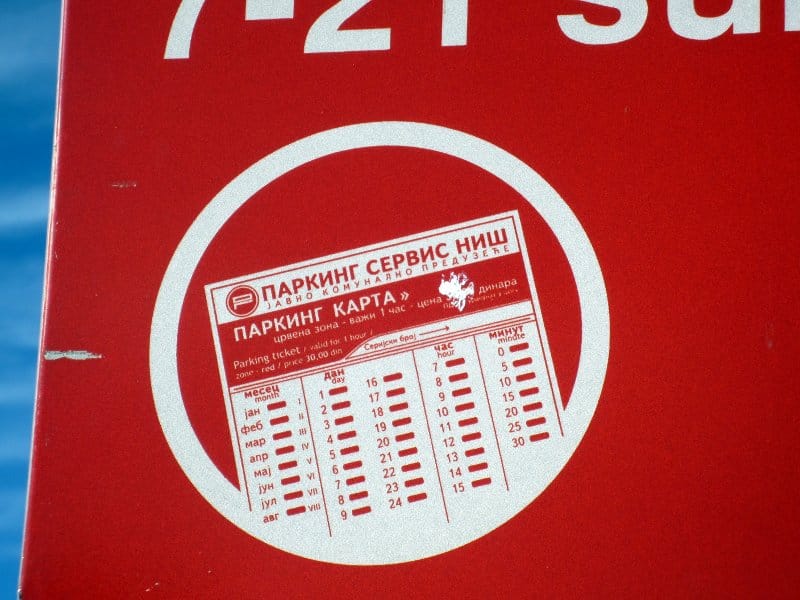 7-21
ПАРКИНГ СЕРВИС НИШ
ЈАВНО КОМУНАЛНО ПРЕДУЗЕЋЕ
ПАРКИНГ КАРТА»
црвена зона - важи 1 час - цена динара
Parking ticket / valid for 1 hour /
zone - red / price 30,00 din
Серијски број
месец
month
јан I
феб II
мар III
апр IV
мај V
јун VI
јул VII
авг VIII
дан
day
1 16
2 17
3 18
4 19
5 20
6 21
7 22
8 23
9 24
час
hour
7
8
9
10
11
12
13
14
15
минут
minute
0
5
10
15
20
25
30